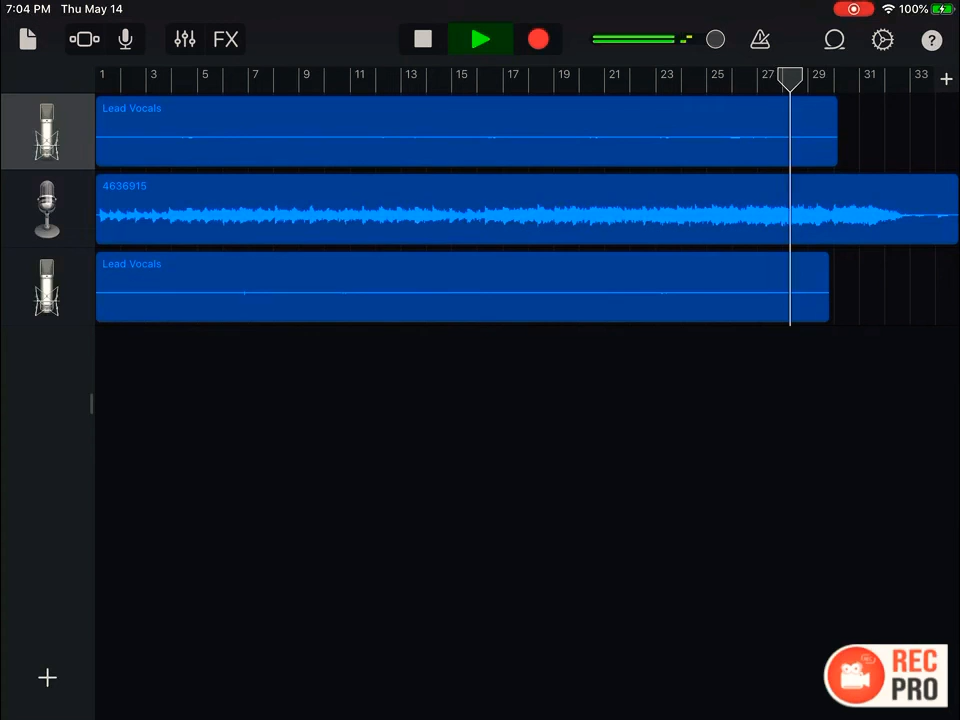 7:04 PM Thu May 14
100%
FX
?
1 3 5 7 9 11 13 15 17 19 21 23 25 27 29 31 33
Lead Vocals
4636915
Lead Vocals
REC
PRO